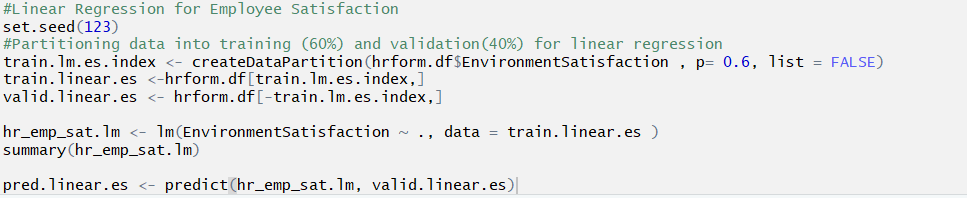 #Linear Regression for Employee Satisfaction
set.seed(123)
#Partitioning data into training (60%) and validation(40%) for linear regression
train.lm.es.index <- createDataPartition(hrform.df$EnvironmentSatisfaction , p= 0.6, list = FALSE)
train.linear.es <-hrform.df[train.lm.es.index,]
valid.linear.es <- hrform.df[-train.lm.es.index,]
hr_emp_sat.lm <- lm(EnvironmentSatisfaction ~ ., data = train.linear.es )
summary(hr_emp_sat.lm)
pred.linear.es <- predict(hr_emp_sat.lm, valid.linear.es)